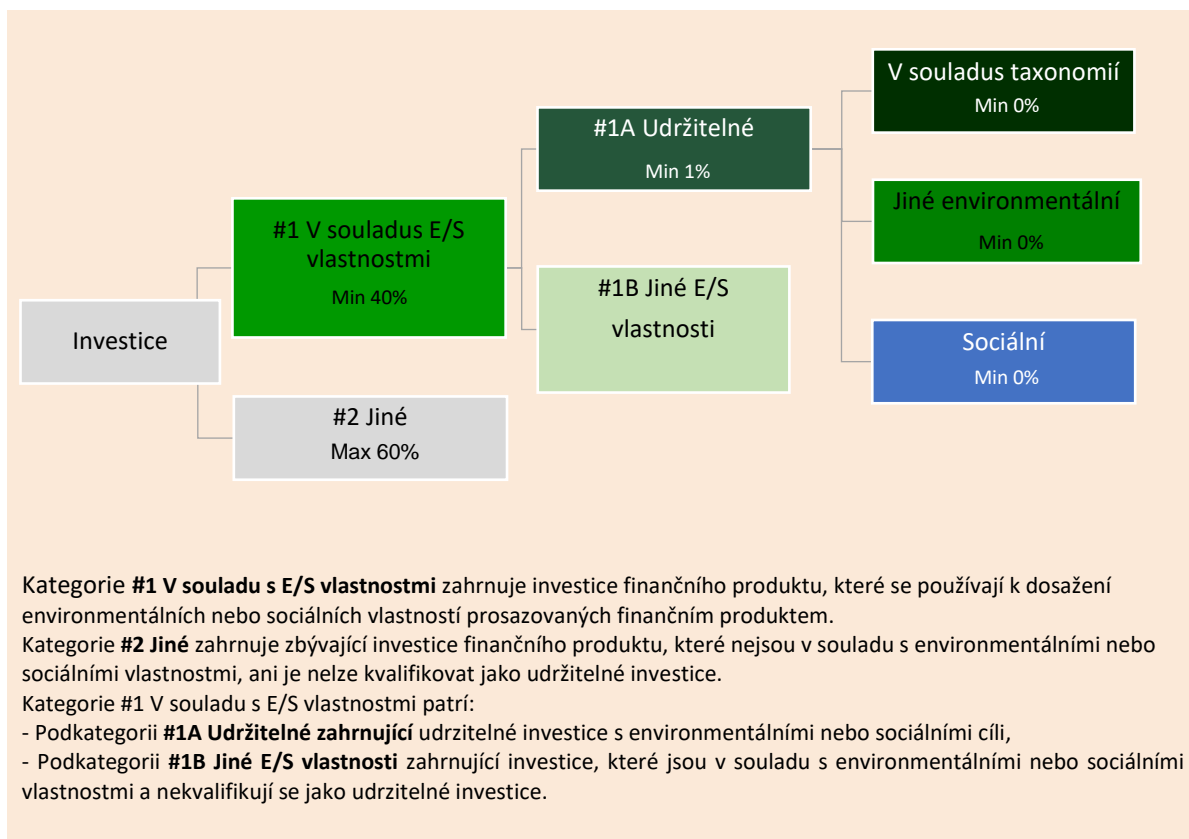 V souladus taxonomií
Min 0%
#1A Udržitelné
Min 1%
Jiné environmentální
Min 0%
#1 V souladus E/S
vlastnostmi
Min 40%
#1B Jiné E/S
vlastnosti
Investice
Sociální
Min 0%
#2 Jiné
Max 60%
Kategorie #1 V souladu s E/S vlastnostmi zahrnuje investice finančního produktu, které se používají k dosažení
environmentálních nebo sociálních vlastností prosazovaných finančním produktem.
Kategorie #2 Jiné zahrnuje zbývající investice finančního produktu, které nejsou v souladu s environmentálními nebo
sociálními vlastnostmi, ani je nelze kvalifikovat jako udržitelné investice.
Kategorie #1 V souladu s E/S vlastnostmi patrí:
- Podkategorii #1A Udržitelné zahrnující udrzitelné investice s environmentálními nebo sociálními cíli,
- Podkategorii #1B Jiné E/S vlastnosti zahrnující investice, které jsou v souladu s environmentálními nebo sociálními
vlastnostmi a nekvalifikují se jako udrzitelné investice.